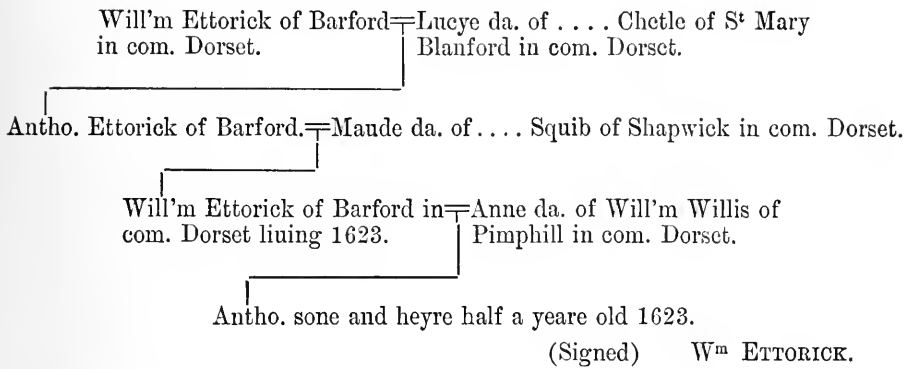 Will'm Ettorick of Barford=Lucye da. of . . . . Chetle of Sᵗ Mary
in com. Dorset. Blanford in com. Dorset.
Antho. Ettorick of Barford.=Maude da. of . . . . Squib of Shapwick in com. Dorset.
Will'm Ettorick of Barford in=Anne da. of Will'm Willis of
com. Dorset liuing 1623. Pimphill in com. Dorset.
Antho. sone and heyre half a yeare old 1623.
(Signed) Wᵐ ETTORICK.